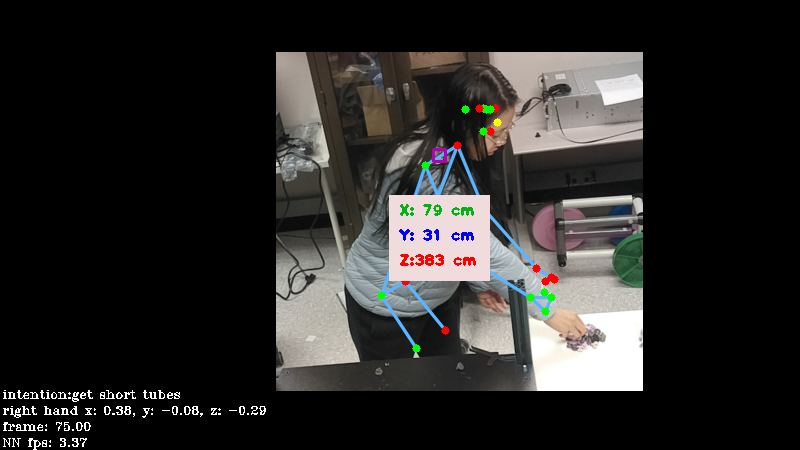 X: 79 cm
Y: 31 cm
Z:383 cm
intention:get short tubes
right hand x: 0.38, y: -0.08, z: -0.29
frame: 75.00
NN fps: 3.37